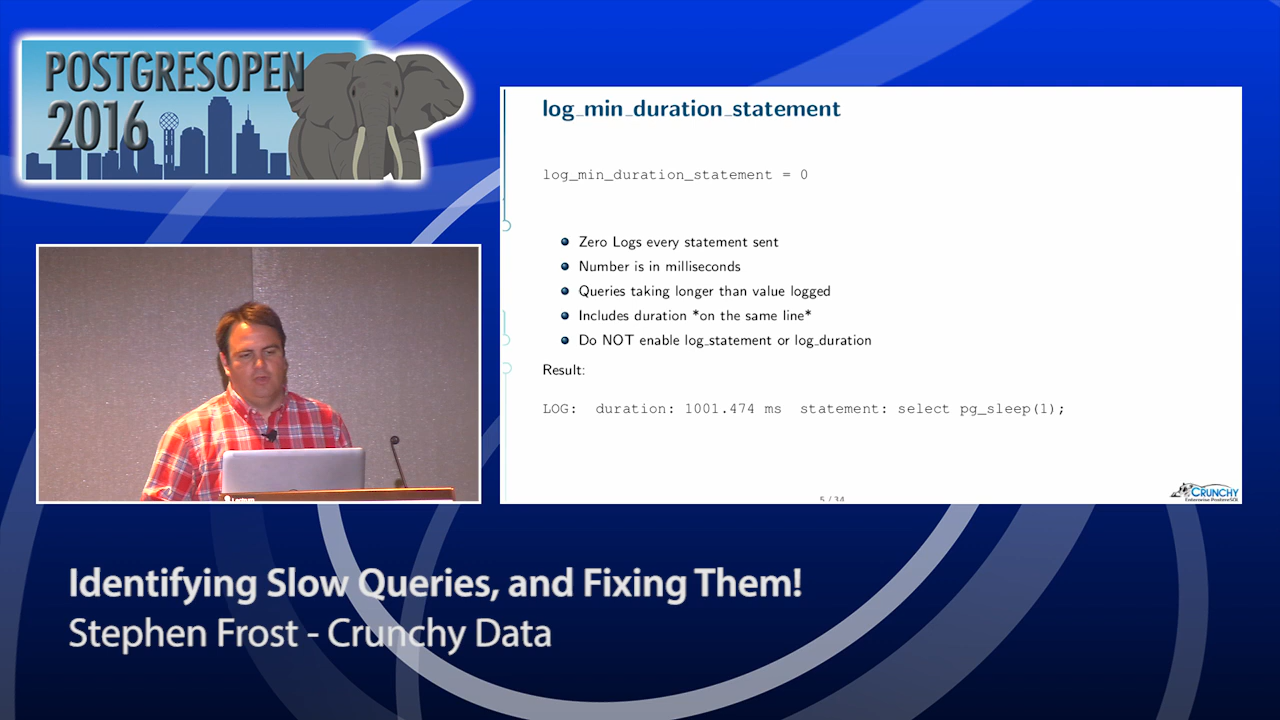 POSTGRESOPEN
2016
log_min_duration_statement
log_min_duration_statement = 0
Zero Logs every statement sent
Number is in milliseconds
Queries taking longer than value logged
Includes duration *on the same line*
Do NOT enable log_statement or log_duration
Result:
LOG:  duration: 1001.474 ms  statement: select pg_sleep(1);
5 / 34
CRUNCHY
Enterprise PostgreSQL
Identifying Slow Queries, and Fixing Them!
Stephen Frost - Crunchy Data